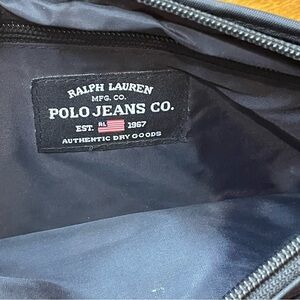 RALPH LAUREN
MFG. CO.
POLO JEANS CO.
EST. RL 1967
AUTHENTIC DRY GOODS